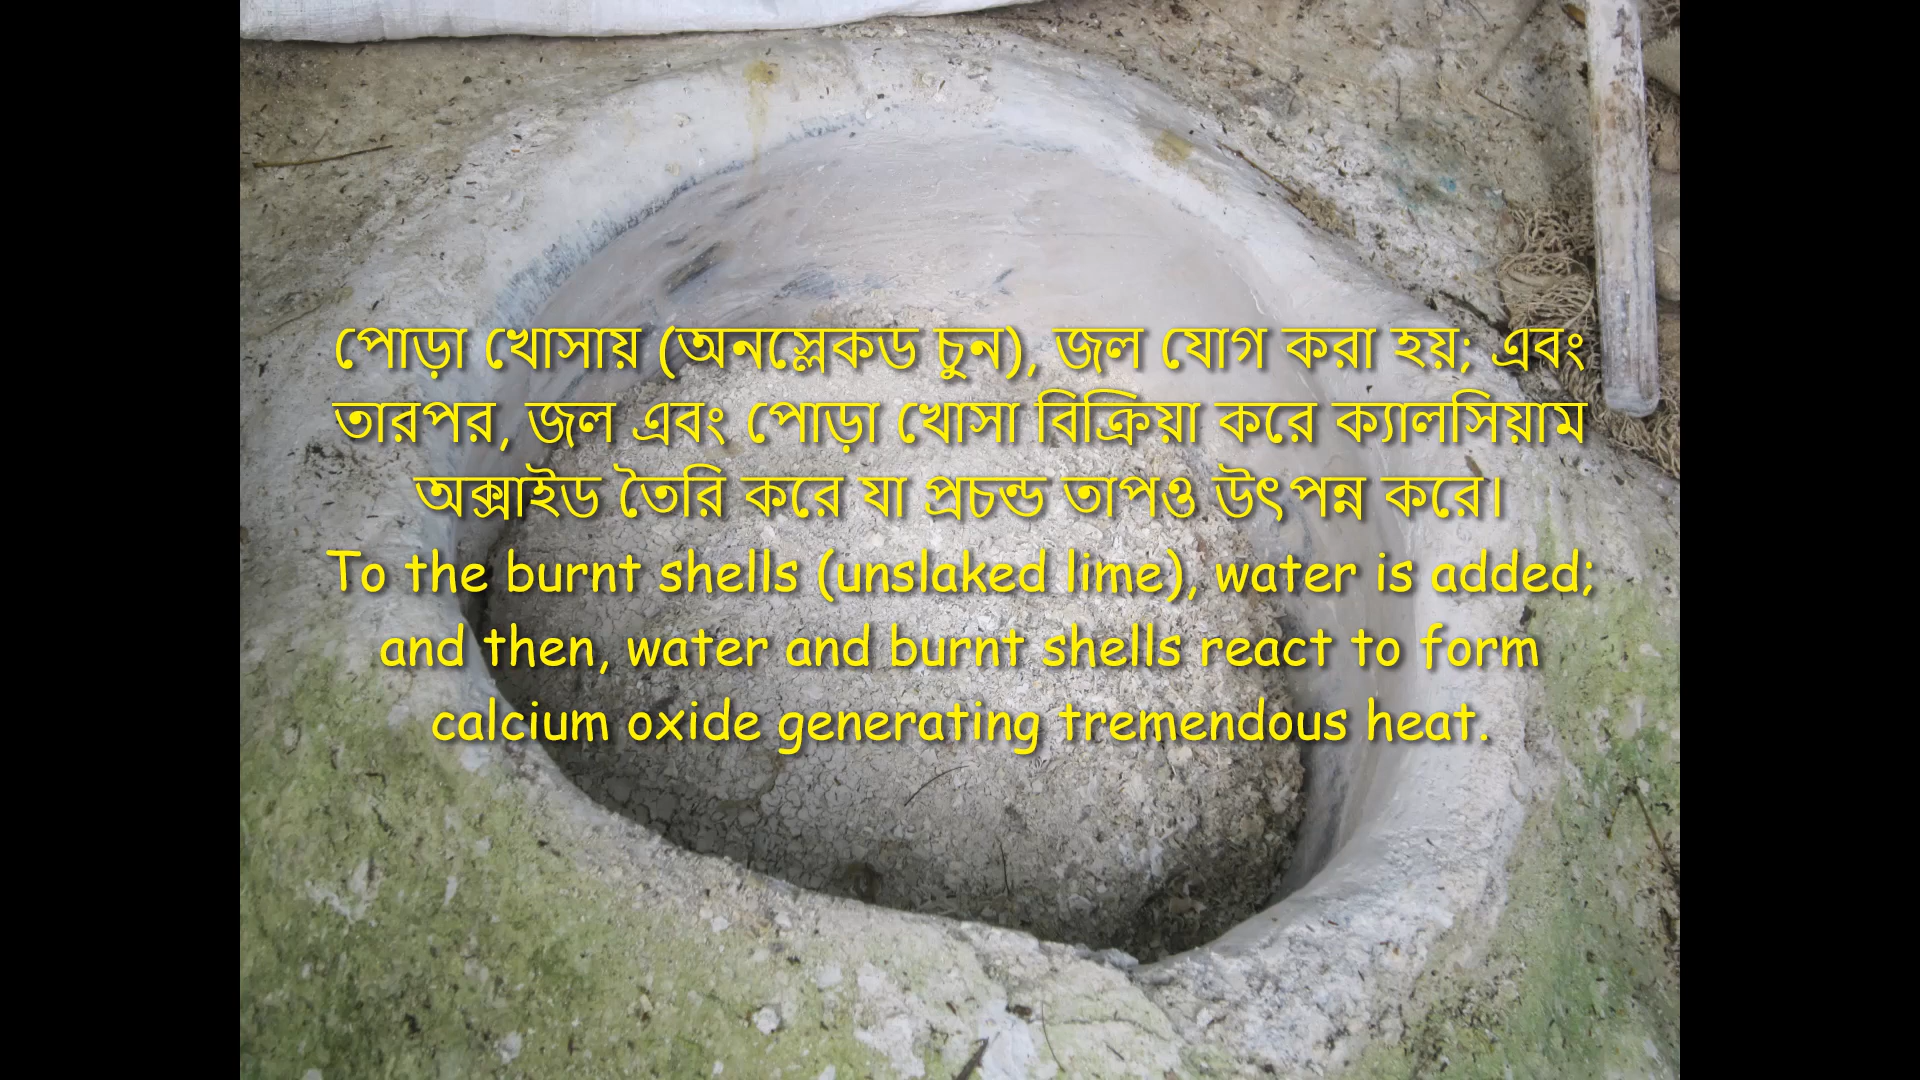 পোড়া খোসায় (অনস্লেকড চুন), জল যোগ করা হয়; এবং
তারপর, জল এবং পোড়া খোসা বিক্রিয়া করে ক্যালসিয়াম
অক্সাইড তৈরি করে যা প্রচন্ড তাপও উৎপন্ন করে।
To the burnt shells (unslaked lime), water is added;
and then, water and burnt shells react to form
calcium oxide generating tremendous heat.